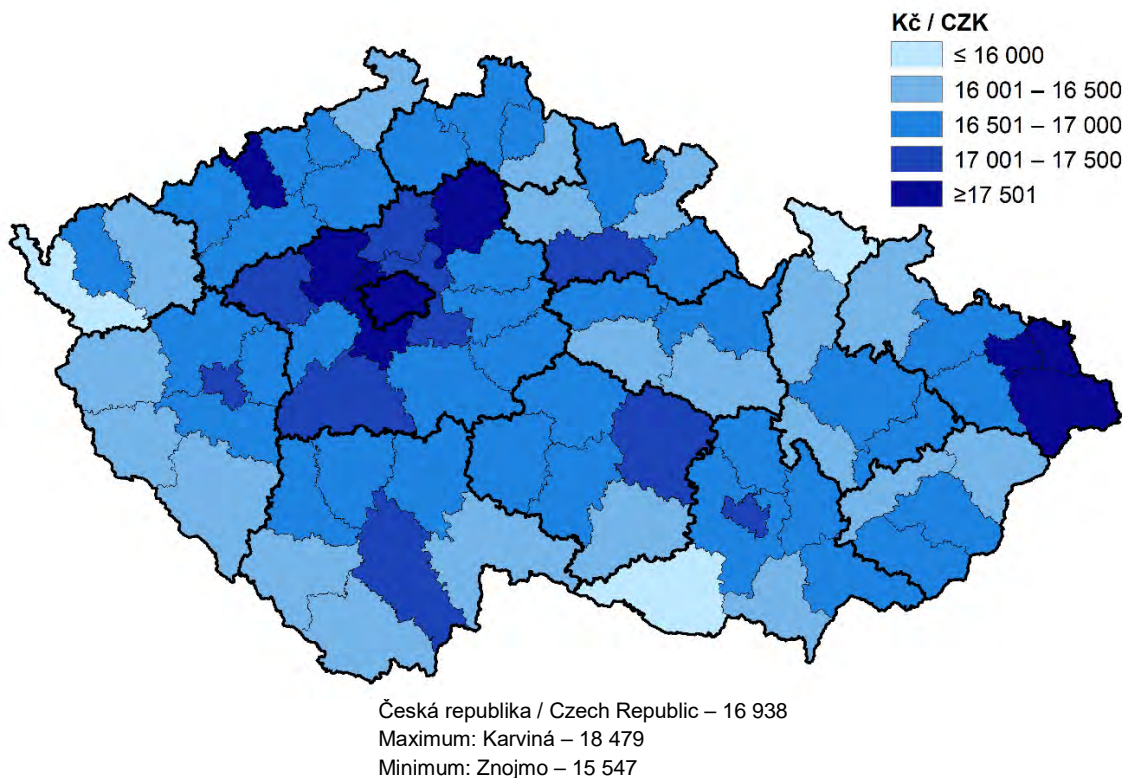 Kč / CZK
≤ 16 000
16 001 – 16 500
16 501 – 17 000
17 001 – 17 500
≥17 501
Česká republika / Czech Republic – 16 938
Maximum: Karviná – 18 479
Minimum: Znojmo – 15 547